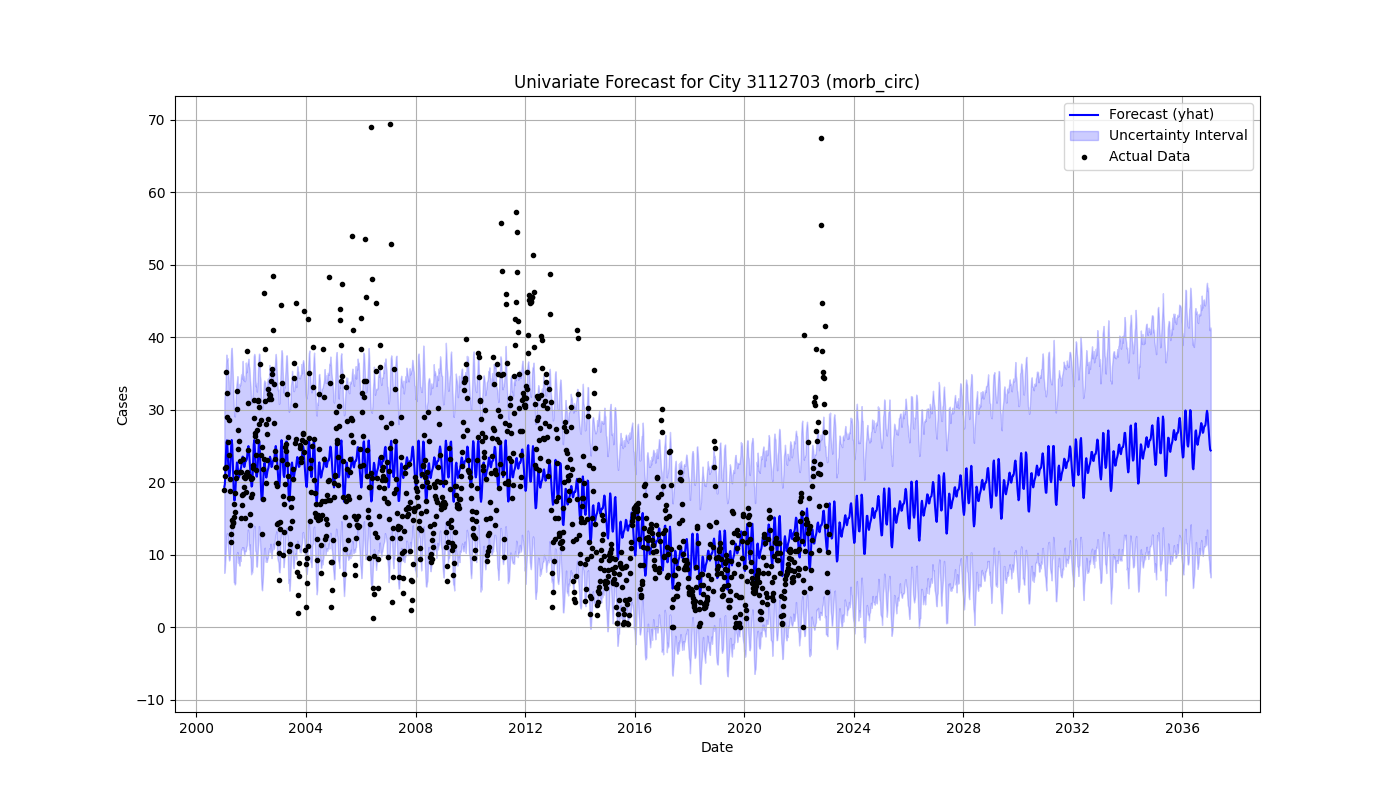 Univariate Forecast for City 3112703 (morb_circ)
Forecast (yhat)
Uncertainty Interval
Actual Data
70
60
50
40
30
20
10
0
−10
Cases
2000 2004 2008 2012 2016 2020 2024 2028 2032 2036
Date